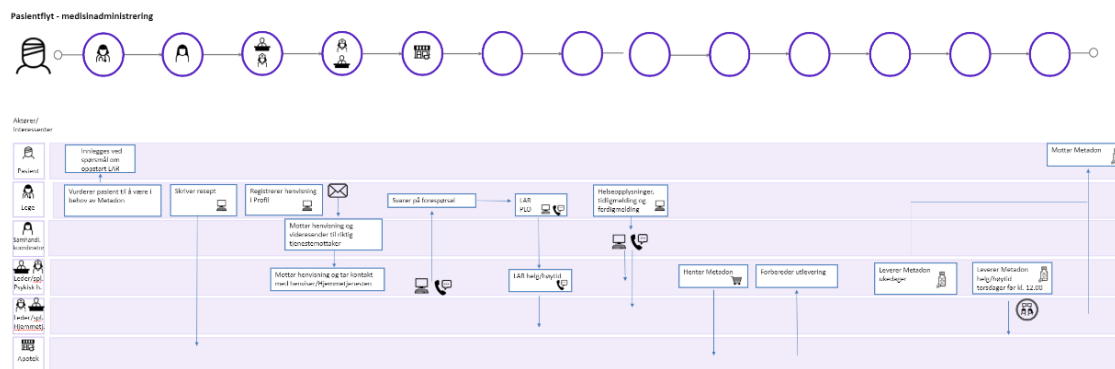 Pasientflyt - medisinadministrering
Aktører/
Interessenter
Pasient
Innlegges ved
spørsmål om
oppstart LAR
Mottar Metadon
Lege
Vurderer pasient til å være i
behov av Metadon
Skriver resept
Registrerer henvisning
i Profil
Svarer på forespørsel
LAR
PLO
Helseopplysninger,
tidligmelding og
ferdigmelding
Samhandl.
koordinator
Mottar henvisning og
videresender til riktig
tjenestemottaker
Leder/spl.
Psykisk h.
Mottar henvisning og tar kontakt
med henviser/Hjemmetjenesten
LAR helg/høytid
Henter Metadon
Forbereder utlevering
Leverer Metadon
ukedager
Leverer Metadon
helg/høytid
torsdager før kl. 12.00
Leder/spl.
Hjemmetj.
Apotek